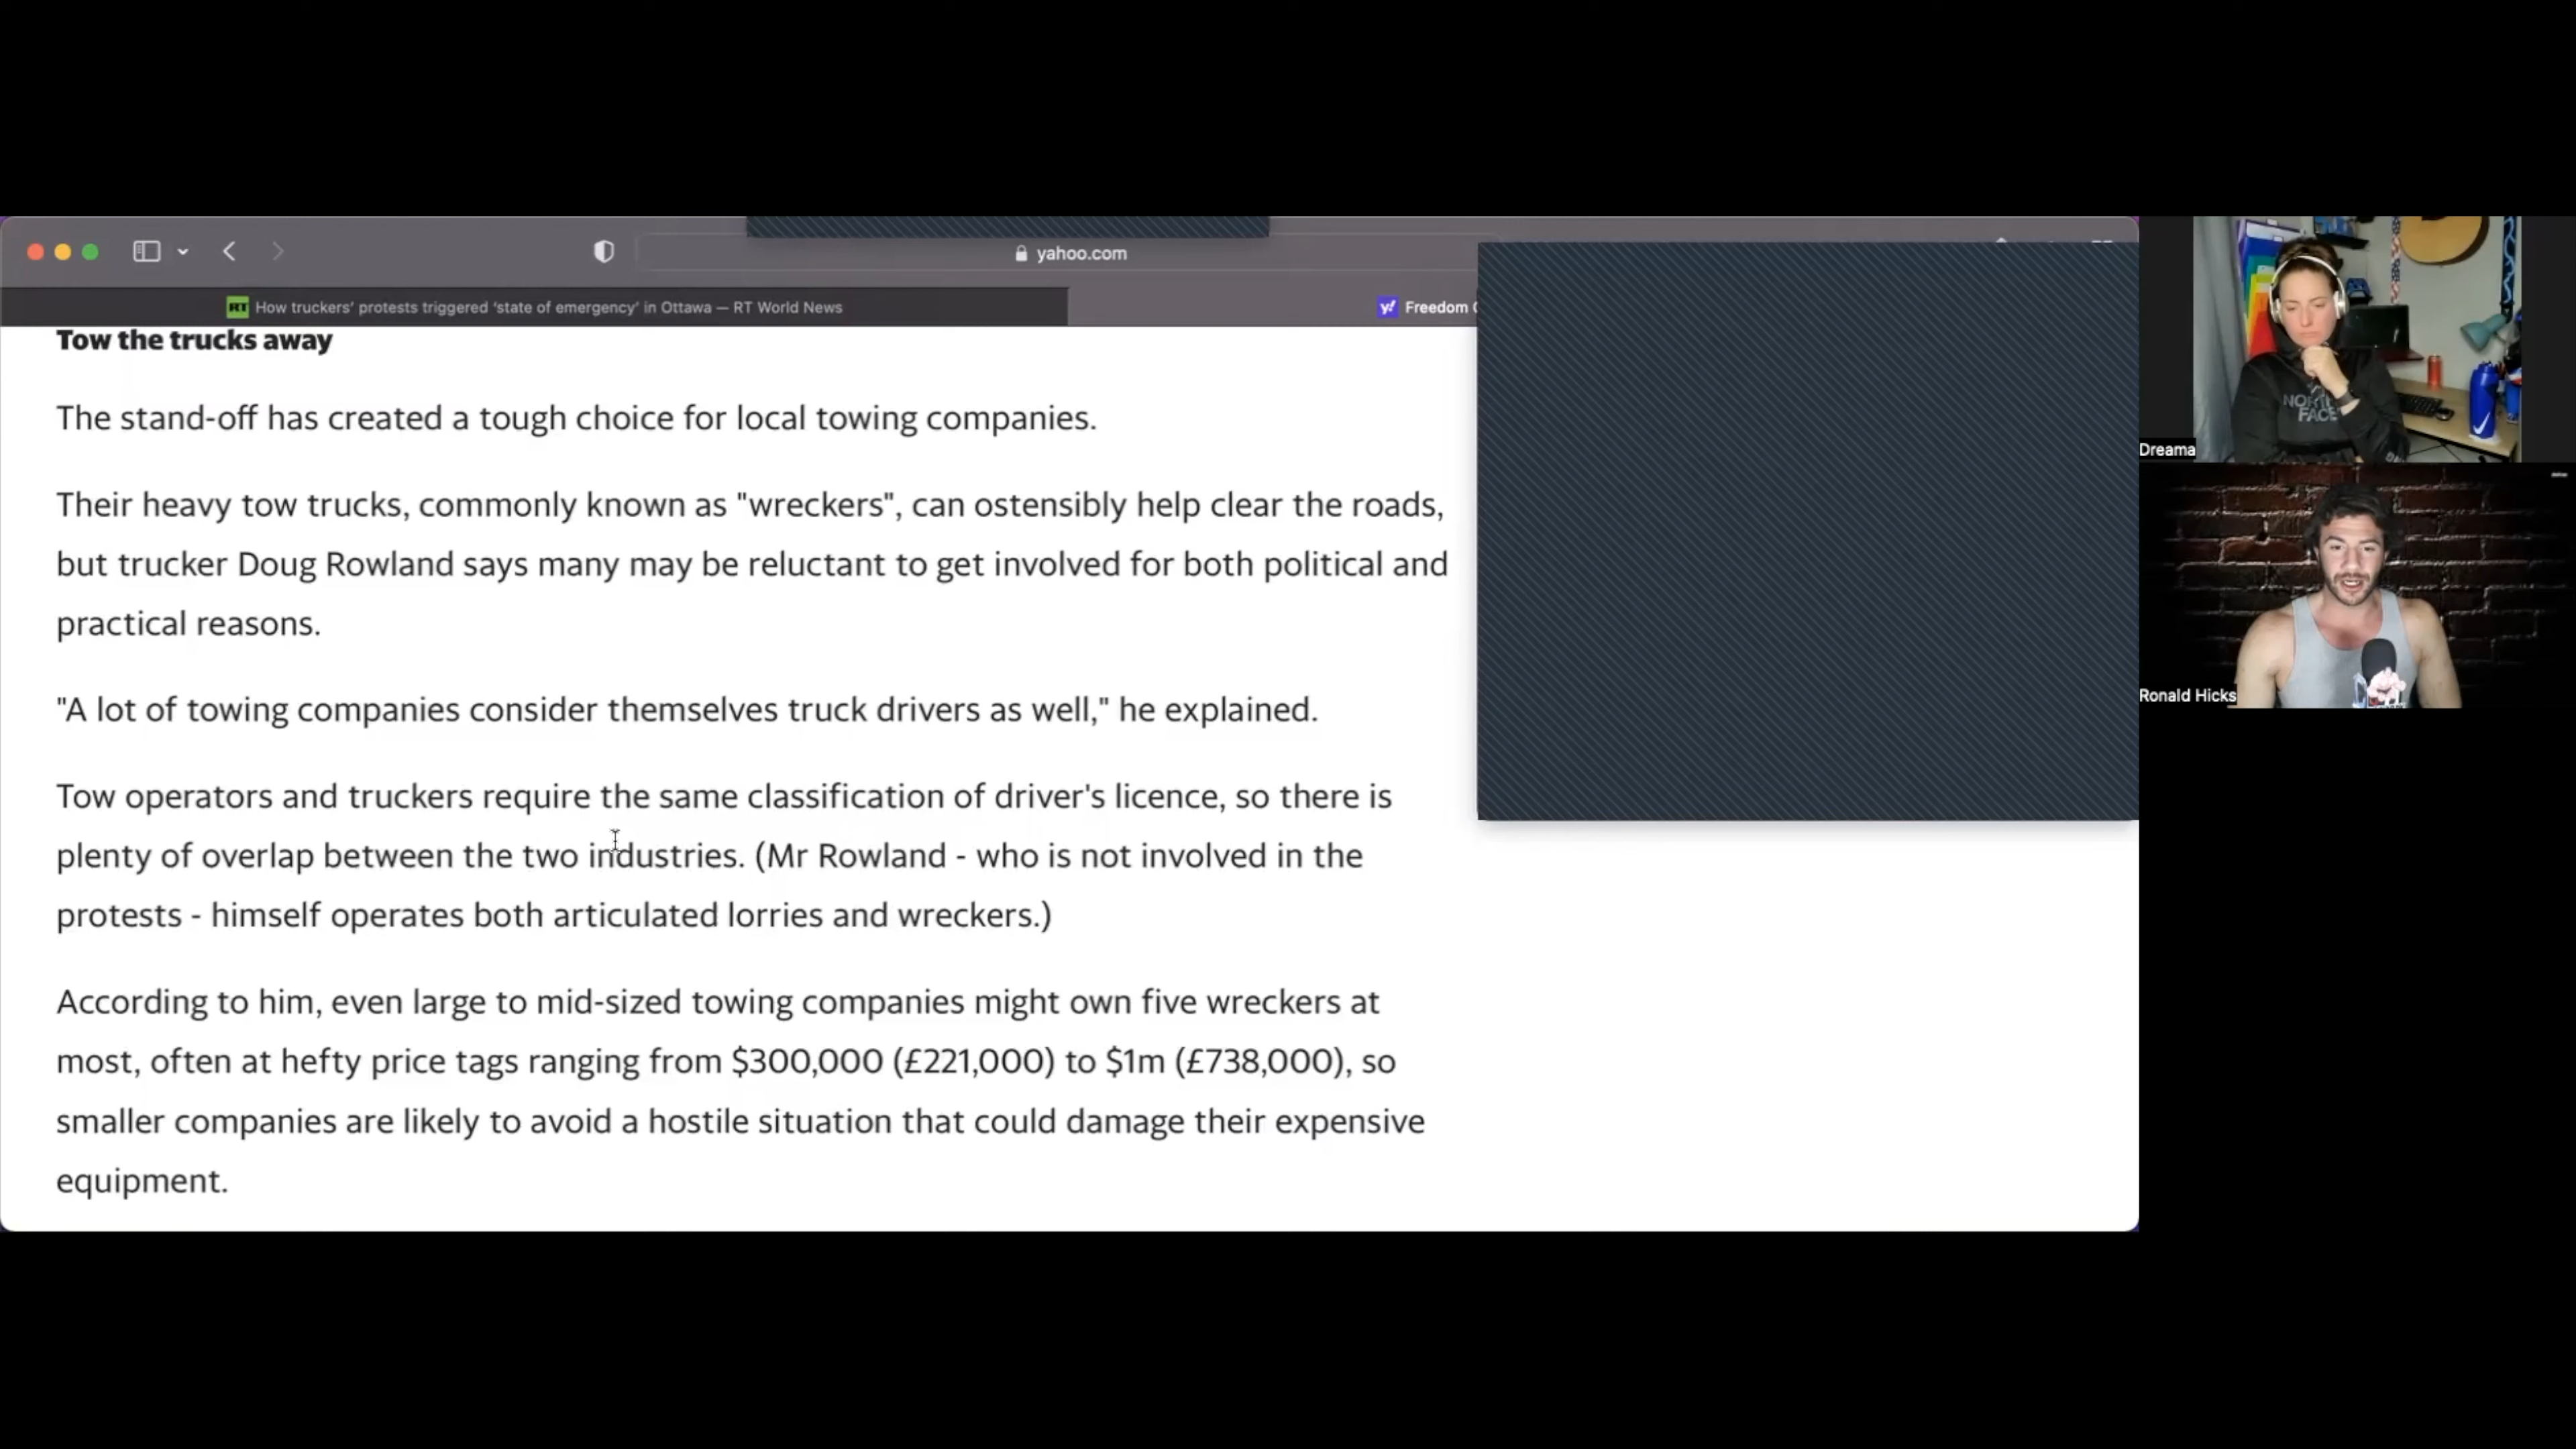 yahoo.com
RT How truckers' protests triggered 'state of emergency' in Ottawa — RT World News
y! Freedom
Tow the trucks away
The stand-off has created a tough choice for local towing companies.
Their heavy tow trucks, commonly known as "wreckers", can ostensibly help clear the roads,
but trucker Doug Rowland says many may be reluctant to get involved for both political and
practical reasons.
"A lot of towing companies consider themselves truck drivers as well," he explained.
Tow operators and truckers require the same classification of driver's licence, so there is
plenty of overlap between the two industries. (Mr Rowland - who is not involved in the
protests - himself operates both articulated lorries and wreckers.)
According to him, even large to mid-sized towing companies might own five wreckers at
most, often at hefty price tags ranging from $300,000 (£221,000) to $1m (£738,000), so
smaller companies are likely to avoid a hostile situation that could damage their expensive
equipment.
NORTH
FACE
Dreama
Ronald Hicks